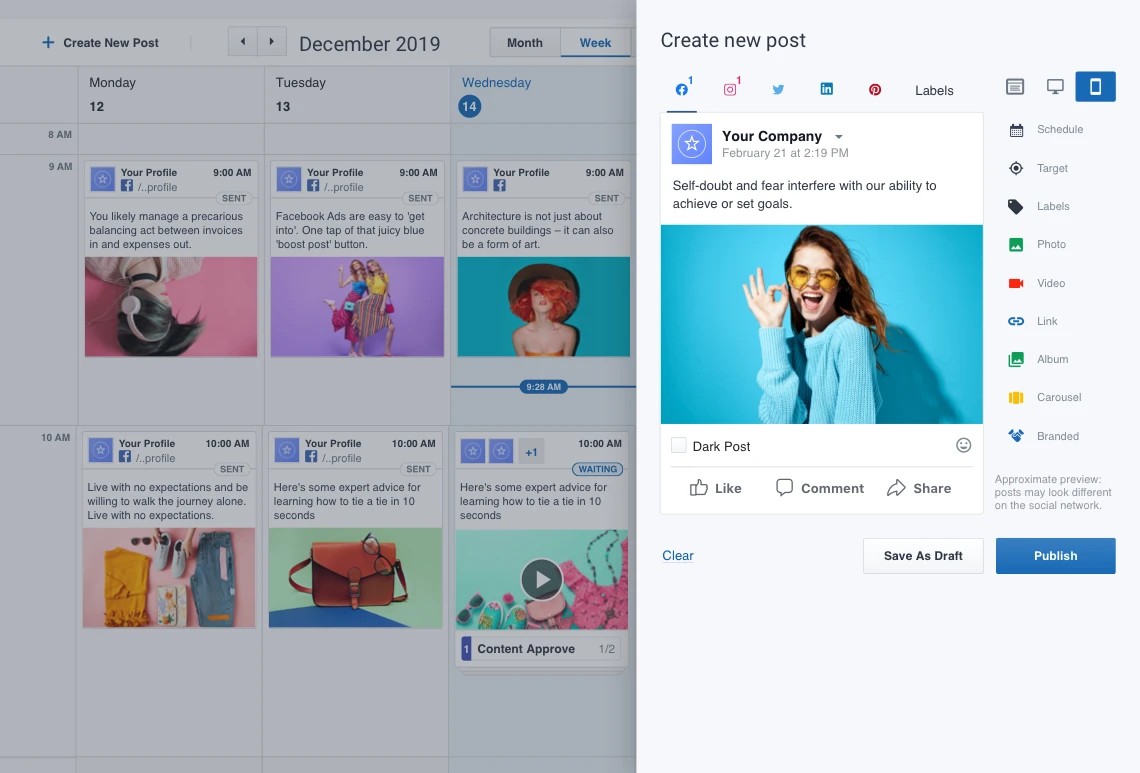 Create New Post
December 2019
Month
Week
Monday
12
Tuesday
13
Wednesday
14
8 AM
9 AM
Your Profile
9:00 AM
/..profile
SENT
You likely manage a precarious
balancing act between invoices
in and expenses out.
Your Profile
9:00 AM
/..profile
SENT
Facebook Ads are easy to 'get
into'. One tap of that juicy blue
'boost post' button.
Your Profile
9:00 AM
SENT
Architecture is not just about
concrete buildings – it can also
be a form of art.
9:28 AM
10 AM
Your Profile
10:00 AM
/..profile
SENT
Live with no expectations and be
willing to walk the journey alone.
Live with no expectations.
Your Profile
10:00 AM
/..profile
SENT
Here's some expert advice for
learning how to tie a tie in 10
seconds
+1
10:00 AM
WAITING
Here's some expert advice for
learning how to tie a tie in 10
seconds
1
Content Approve
1/2
Create new post
1
1
Labels
Your Company
February 21 at 2:19 PM
Self-doubt and fear interfere with our ability to
achieve or set goals.
Dark Post
Like
Comment
Share
Clear
Save As Draft
Publish
Schedule
Target
Labels
Photo
Video
Link
Album
Carousel
Branded
Approximate preview:
posts may look different
on the social network.